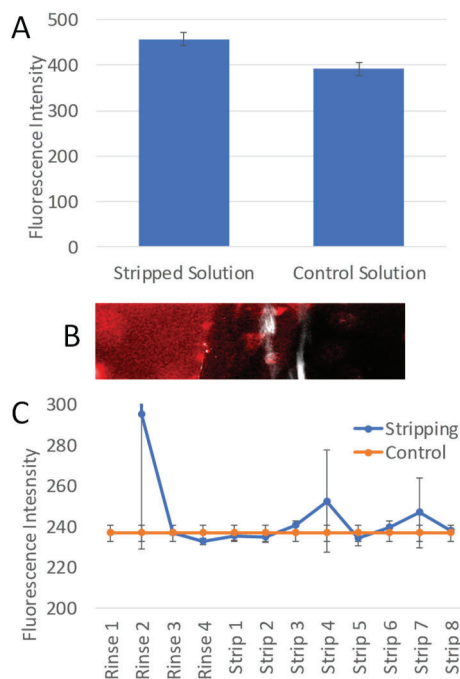 A
Fluorescence Intensity
500
400
300
200
100
0
Stripped Solution
Control Solution
B
C
Fluorescence Intesnsity
300
280
260
240
220
200
Stripping
Control
Rinse 1
Rinse 2
Rinse 3
Rinse 4
Strip 1
Strip 2
Strip 3
Strip 4
Strip 5
Strip 6
Strip 7
Strip 8